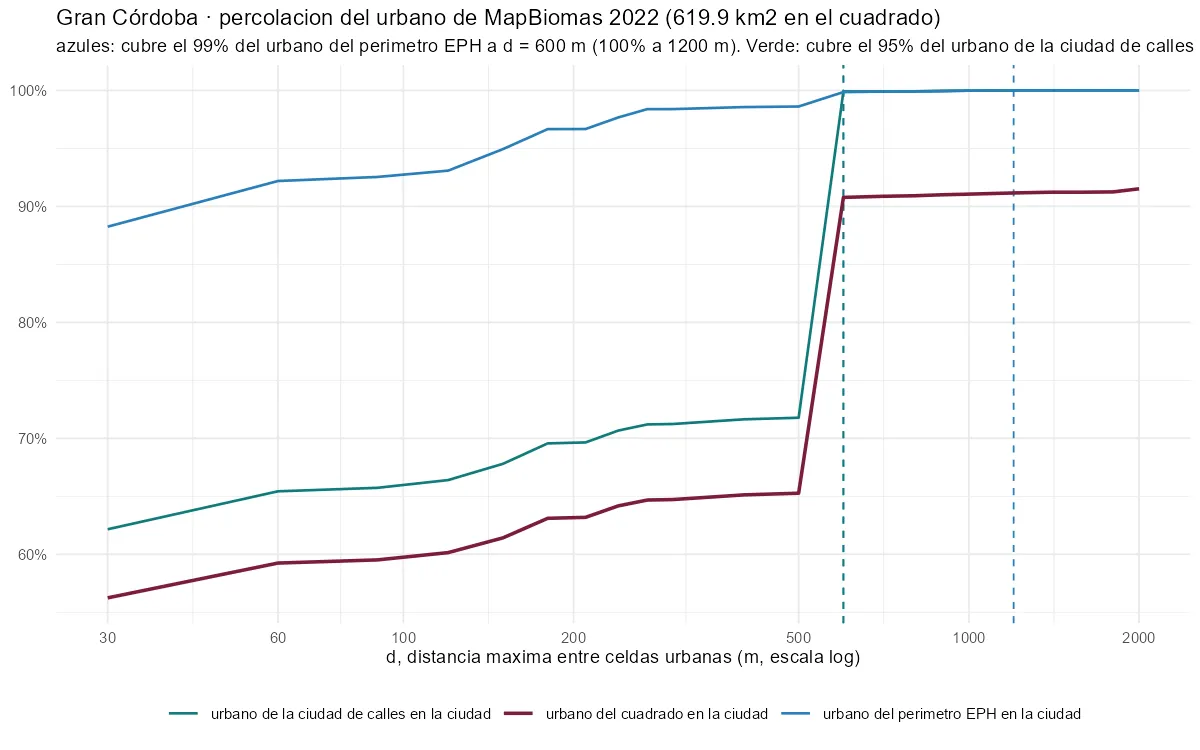 Gran Córdoba · percolacion del urbano de MapBiomas 2022 (619.9 km2 en el cuadrado)
azules: cubre el 99% del urbano del perimetro EPH a d = 600 m (100% a 1200 m). Verde: cubre el 95% del urbano de la ciudad de calles
100%
90%
80%
70%
60%
30 60 100 200 500 1000 2000
d, distancia maxima entre celdas urbanas (m, escala log)
urbano de la ciudad de calles en la ciudad urbano del cuadrado en la ciudad urbano del perimetro EPH en la ciudad